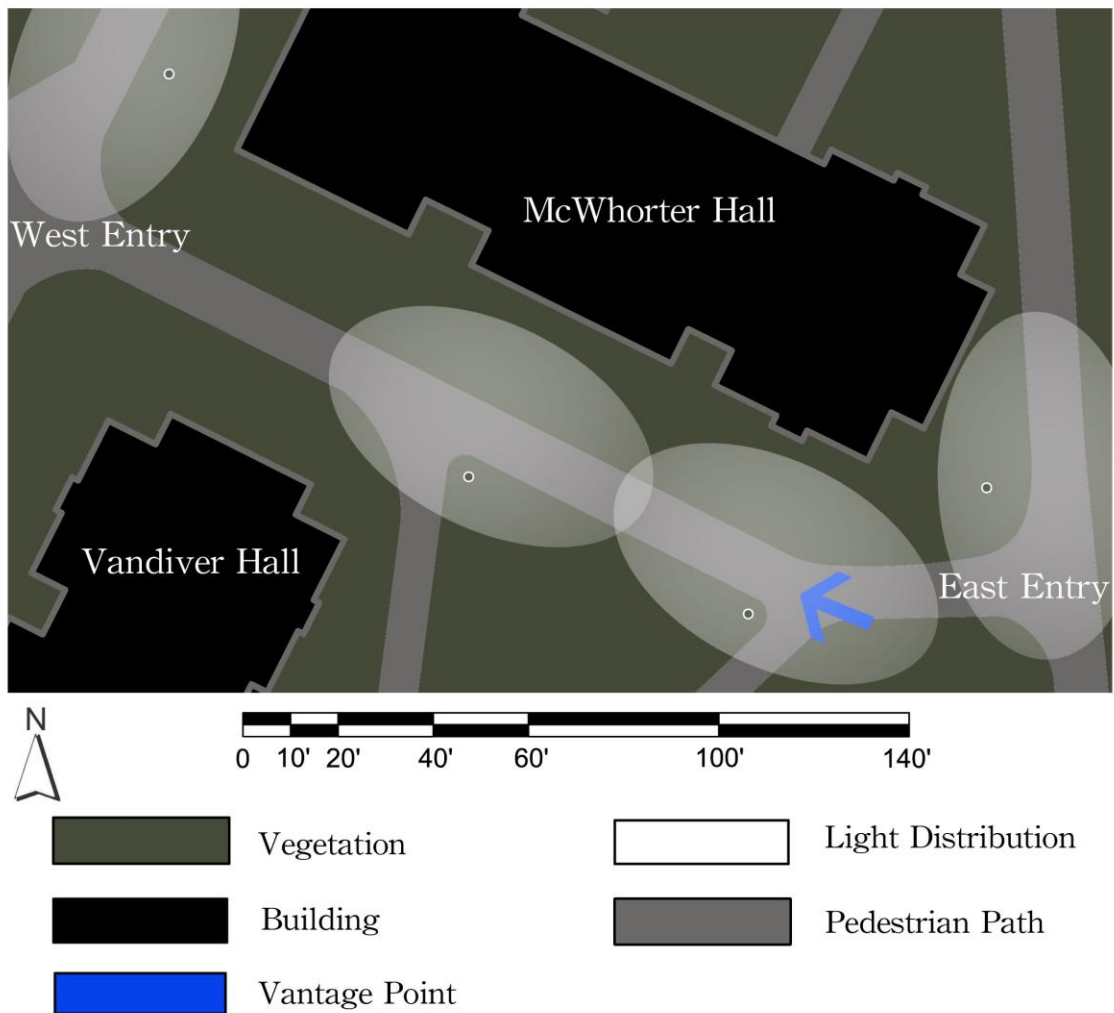 McWhorter Hall
West Entry
Vandiver Hall
East Entry
N
0 10' 20' 40' 60' 100' 140'
Vegetation
Light Distribution
Building
Pedestrian Path
Vantage Point